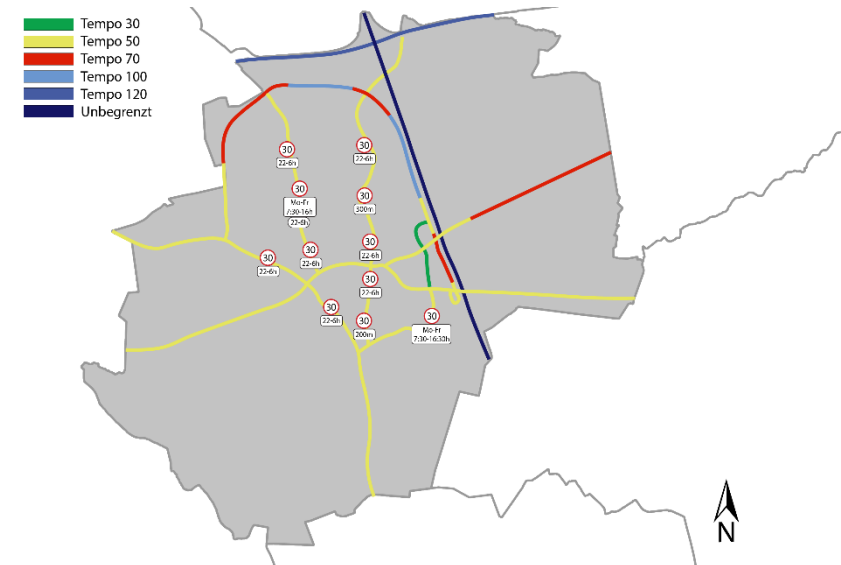 Tempo 30
Tempo 50
Tempo 70
Tempo 100
Tempo 120
Unbegrenzt
30
22-6h
30
22-6h
30
Mo-Fr
7:30-16h
22-6h
30
300m
30
22-6h
30
22-6h
30
22-6h
30
22-6h
30
22-6h
30
200m
30
Mo-Fr
7:30-16:30h
N